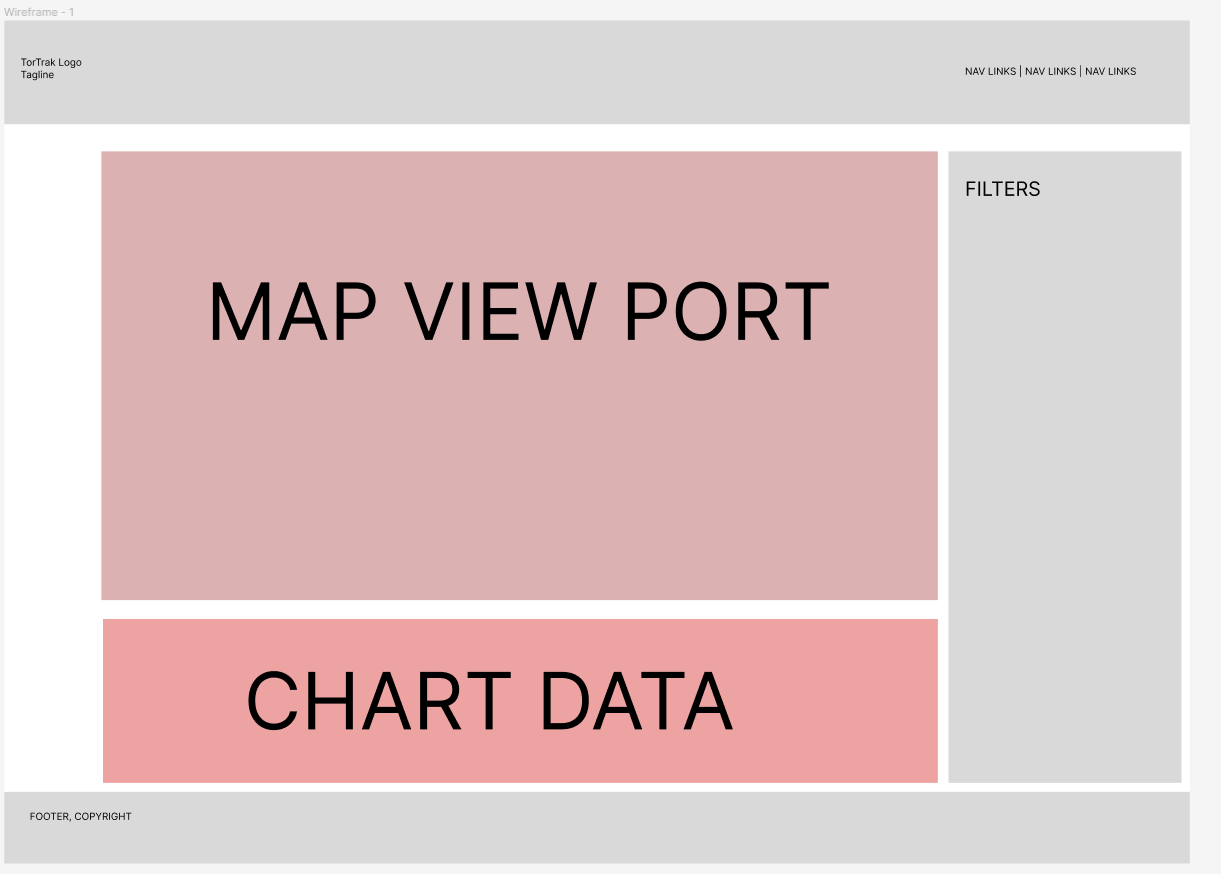 Wireframe - 1
TorTrak Logo
Tagline
NAV LINKS | NAV LINKS | NAV LINKS
MAP VIEW PORT
FILTERS
CHART DATA
FOOTER, COPYRIGHT